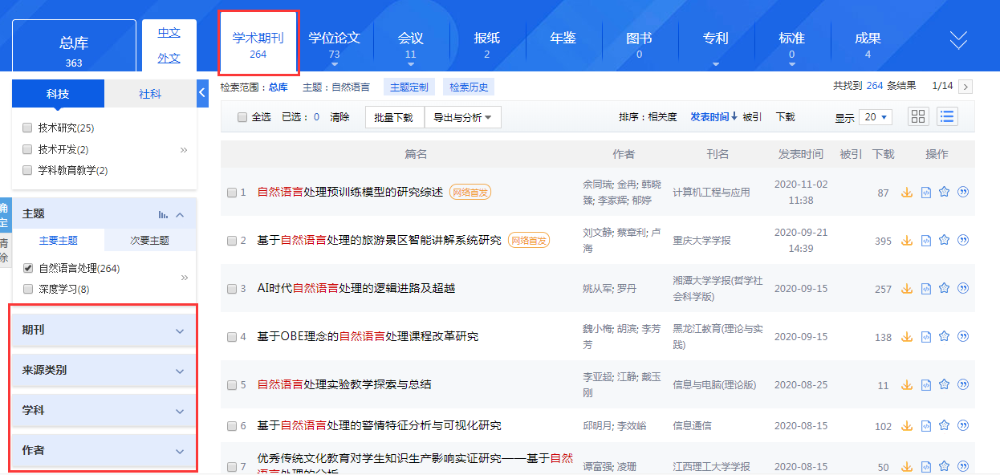 总库
363
中文
外文
学术期刊
264
学位论文
73
会议
11
报纸
2
年鉴
图书
0
专利
标准
0
成果
4
科技
社科
技术研究(25)
技术开发(2)
学科教育教学(2)
»
确定
清除
主题
主要主题
次要主题
自然语言处理(264)
深度学习(8)
»
期刊
来源类别
学科
作者
检索范围：总库 主题：自然语言 主题定制 检索历史
共找到 264 条结果 1/14 >
全选 已选：0 清除 批量下载 导出与分析
排序：相关度 发表时间↓ 被引 下载 显示 20
篇名 作者 刊名 发表时间 被引 下载 操作
1 自然语言处理预训练模型的研究综述 网络首发
余同瑞; 金冉; 韩晓
臻; 李家辉; 郁婷
计算机工程与应用
2020-11-02
11:38
87
2 基于自然语言处理的旅游景区智能讲解系统研究 网络首发
刘文静; 蔡章利; 卢
海
重庆大学学报
2020-09-21
14:39
395
3 AI时代自然语言处理的逻辑进路及超越
姚从军; 罗丹
湘潭大学学报(哲学社
会科学版)
2020-09-15
257
4 基于OBE理念的自然语言处理课程改革研究
魏小梅; 胡滨; 李芳
芳
黑龙江教育(理论与实
践)
2020-09-15
138
5 自然语言处理实验教学探索与总结
李亚超; 江静; 戴玉
刚
信息与电脑(理论版)
2020-08-25
11
6 基于自然语言处理的警情特征分析与可视化研究
邱明月; 李效峪
信息通信
2020-08-15
102
7 优秀传统文化教育对学生知识生产影响实证研究——基于自然
语言处理的分析
谭富强; 凌珊
江西理工大学学报
2020-08-15
50